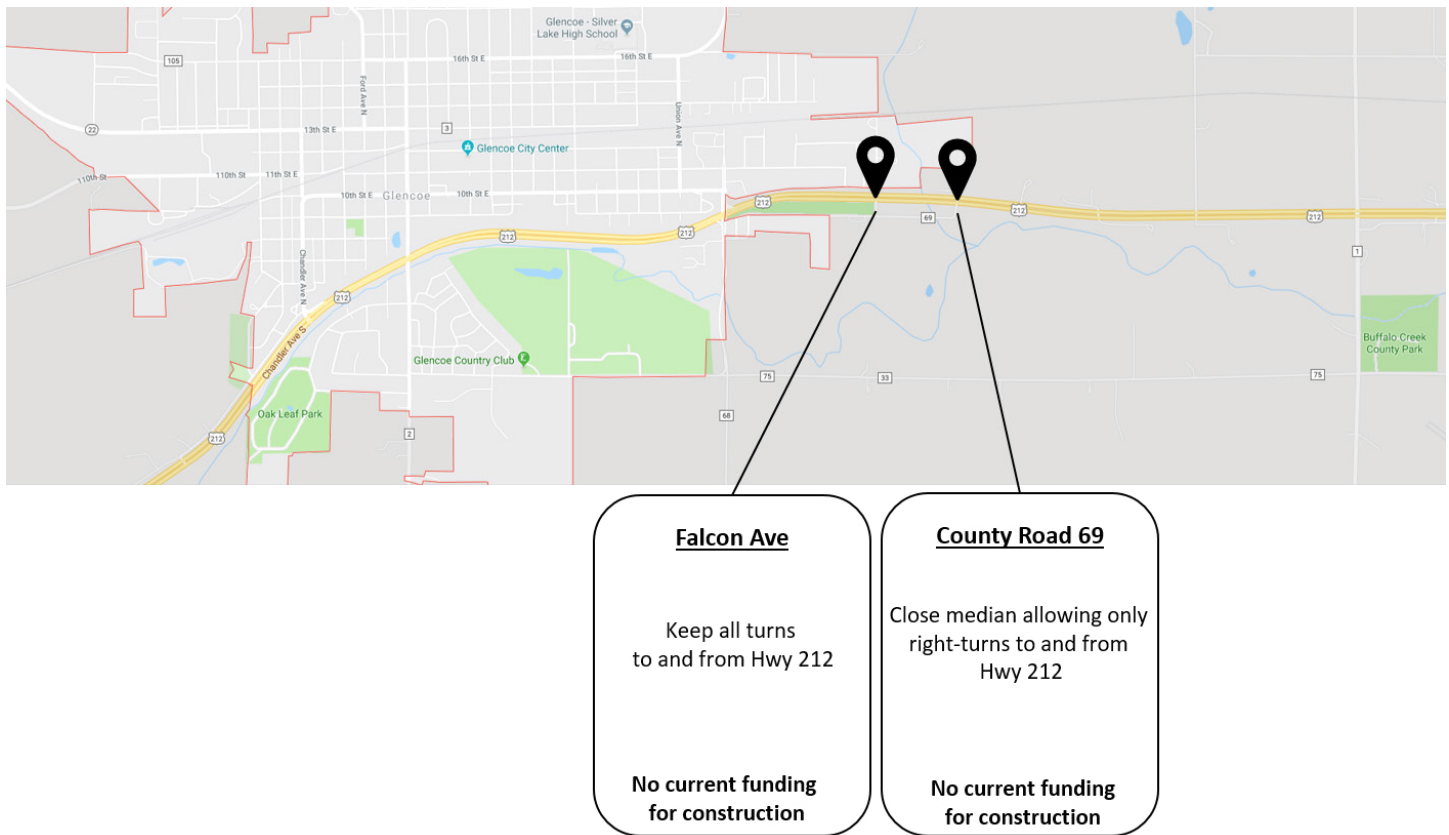 Glencoe - Silver
Lake High School
105
16th St E
Ford Ave N
Union Ave N
22
13th St E
3
Glencoe City Center
110th St
110th St
11th St E
10th St E
Glencoe
10th St E
212
69
212
212
212
212
Chandler Ave N
212
1
Chandler Ave S
Glencoe Country Club
Buffalo Creek
County Park
75
33
75
Oak Leaf Park
68
2
212
Falcon Ave
Keep all turns
to and from Hwy 212
No current funding
for construction
County Road 69
Close median allowing only
right-turns to and from
Hwy 212
No current funding
for construction